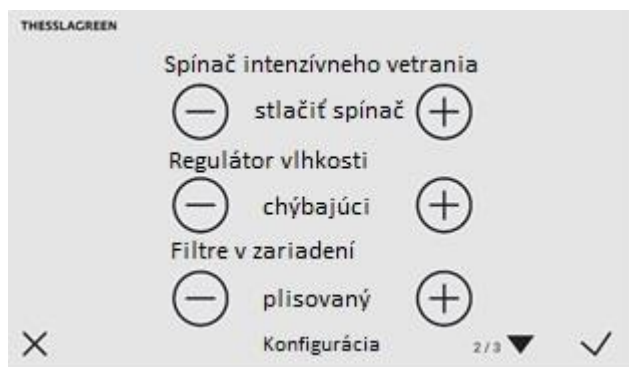 THESSLAGREEN
Spínač intenzívneho vetrania
stlačiť spínač
Regulátor vlhkosti
chýbajúci
Filtre v zariadení
plisovaný
Konfigurácia 2/3